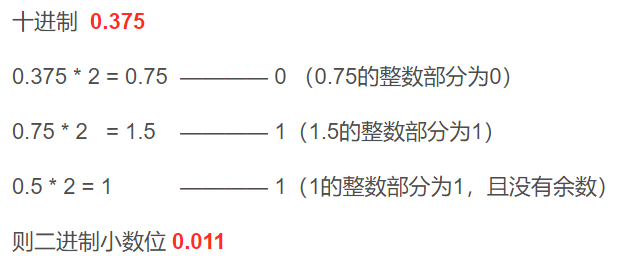 十进制 0.375
0.375 * 2 = 0.75 ———— 0 （0.75的整数部分为0）
0.75 * 2 = 1.5 ———— 1（1.5的整数部分为1）
0.5 * 2 = 1 ———— 1（1的整数部分为1，且没有余数）
则二进制小数位 0.011